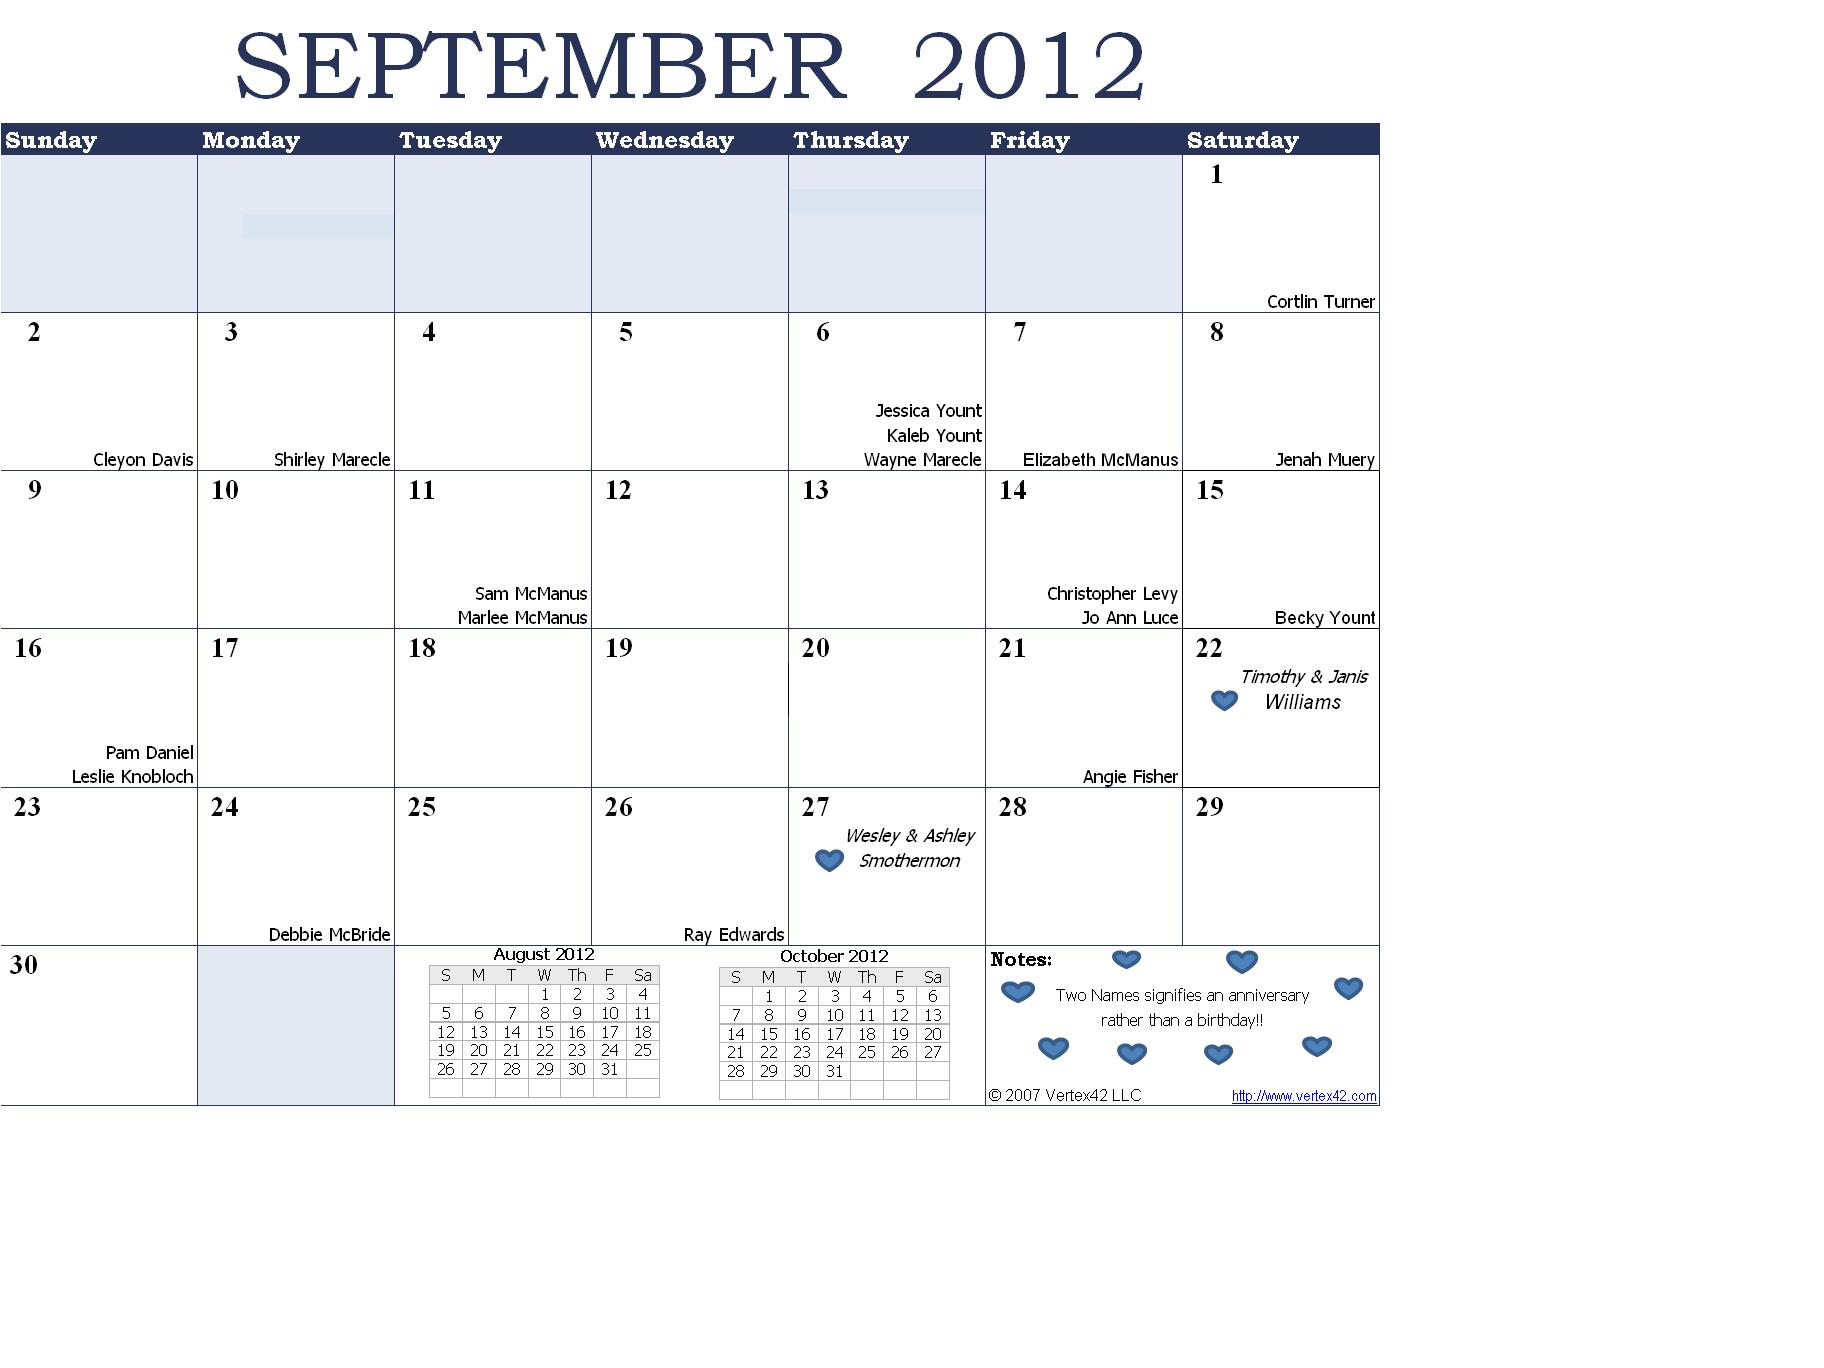 SEPTEMBER 2012
Sunday Monday Tuesday Wednesday Thursday Friday Saturday
1
Cortlin Turner
2 3 4 5 6 7 8
Jessica Yount
Kaleb Yount
Cleyon Davis Shirley Marecle Wayne Marecle Elizabeth McManus Jenah Muery
9 10 11 12 13 14 15
Sam McManus Christopher Levy
Marlee McManus Jo Ann Luce Becky Yount
16 17 18 19 20 21 22
Timothy & Janis
Williams
Pam Daniel
Leslie Knobloch Angie Fisher
23 24 25 26 27 28 29
Wesley & Ashley
Smothermon
Debbie McBride Ray Edwards
30
August 2012
S M T W Th F Sa
1 2 3 4
5 6 7 8 9 10 11
12 13 14 15 16 17 18
19 20 21 22 23 24 25
26 27 28 29 30 31
October 2012
S M T W Th F Sa
1 2 3 4 5 6
7 8 9 10 11 12 13
14 15 16 17 18 19 20
21 22 23 24 25 26 27
28 29 30 31
Notes:
Two Names signifies an anniversary
rather than a birthday!!
© 2007 Vertex42 LLC http://www.vertex42.com